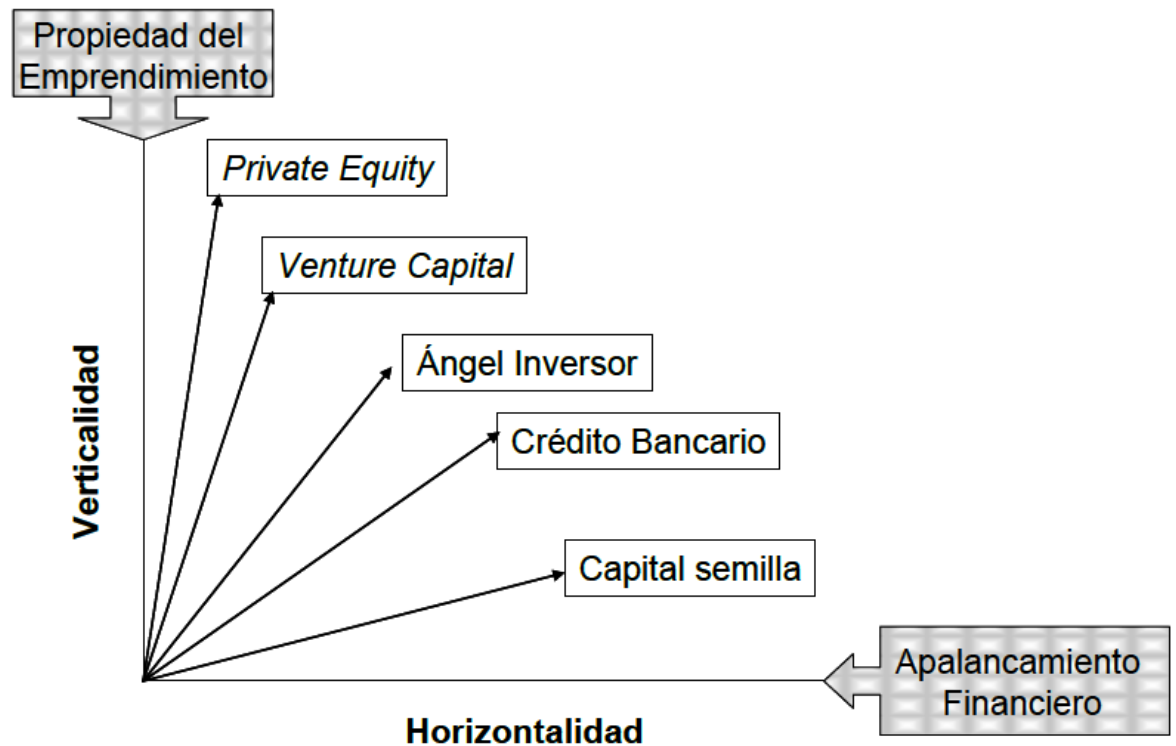 Propiedad del
Emprendimiento
Private Equity
Venture Capital
Ángel Inversor
Crédito Bancario
Capital semilla
Verticalidad
Apalancamiento
Financiero
Horizontalidad